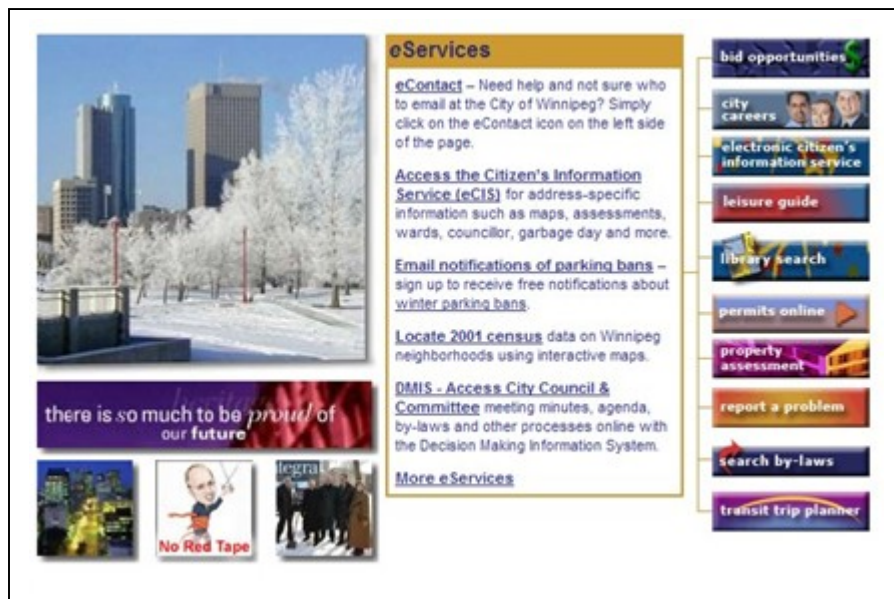 eServices
eContact – Need help and not sure who
to email at the City of Winnipeg? Simply
click on the eContact icon on the left side
of the page.
Access the Citizen's Information
Service (eCIS) for address-specific
information such as maps, assessments,
wards, councillor, garbage day and more.
Email notifications of parking bans –
sign up to receive free notifications about
winter parking bans.
Locate 2001 census data on Winnipeg
neighborhoods using interactive maps.
DMIS - Access City Council &
Committee meeting minutes, agenda,
by-laws and other processes online with
the Decision Making Information System.
More eServices
there is so much to be proud of
our future
No Red Tape
tegra
bid opportunities
$
city
careers
electronic citizen's
information service
leisure guide
library search
permits online
property
assessment
report a problem
search by-laws
transit trip planner